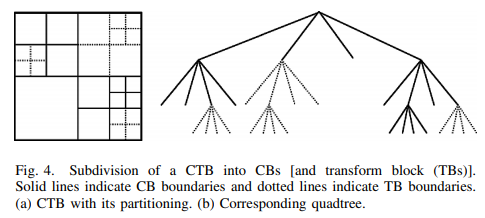 Fig. 4. Subdivision of a CTB into CBs [and transform block (TBs)].
Solid lines indicate CB boundaries and dotted lines indicate TB boundaries.
(a) CTB with its partitioning. (b) Corresponding quadtree.